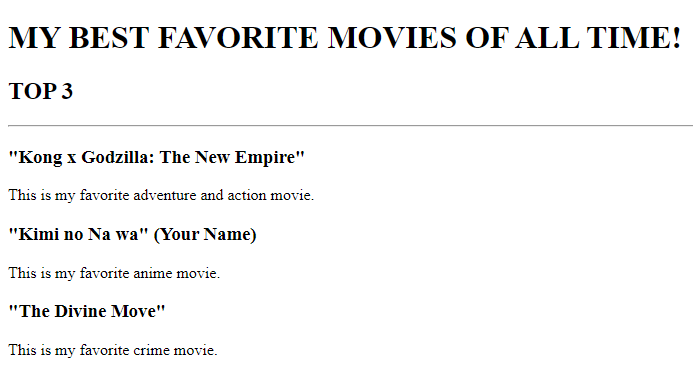 MY BEST FAVORITE MOVIES OF ALL TIME!
TOP 3
"Kong x Godzilla: The New Empire"
This is my favorite adventure and action movie.
"Kimi no Na wa" (Your Name)
This is my favorite anime movie.
"The Divine Move"
This is my favorite crime movie.